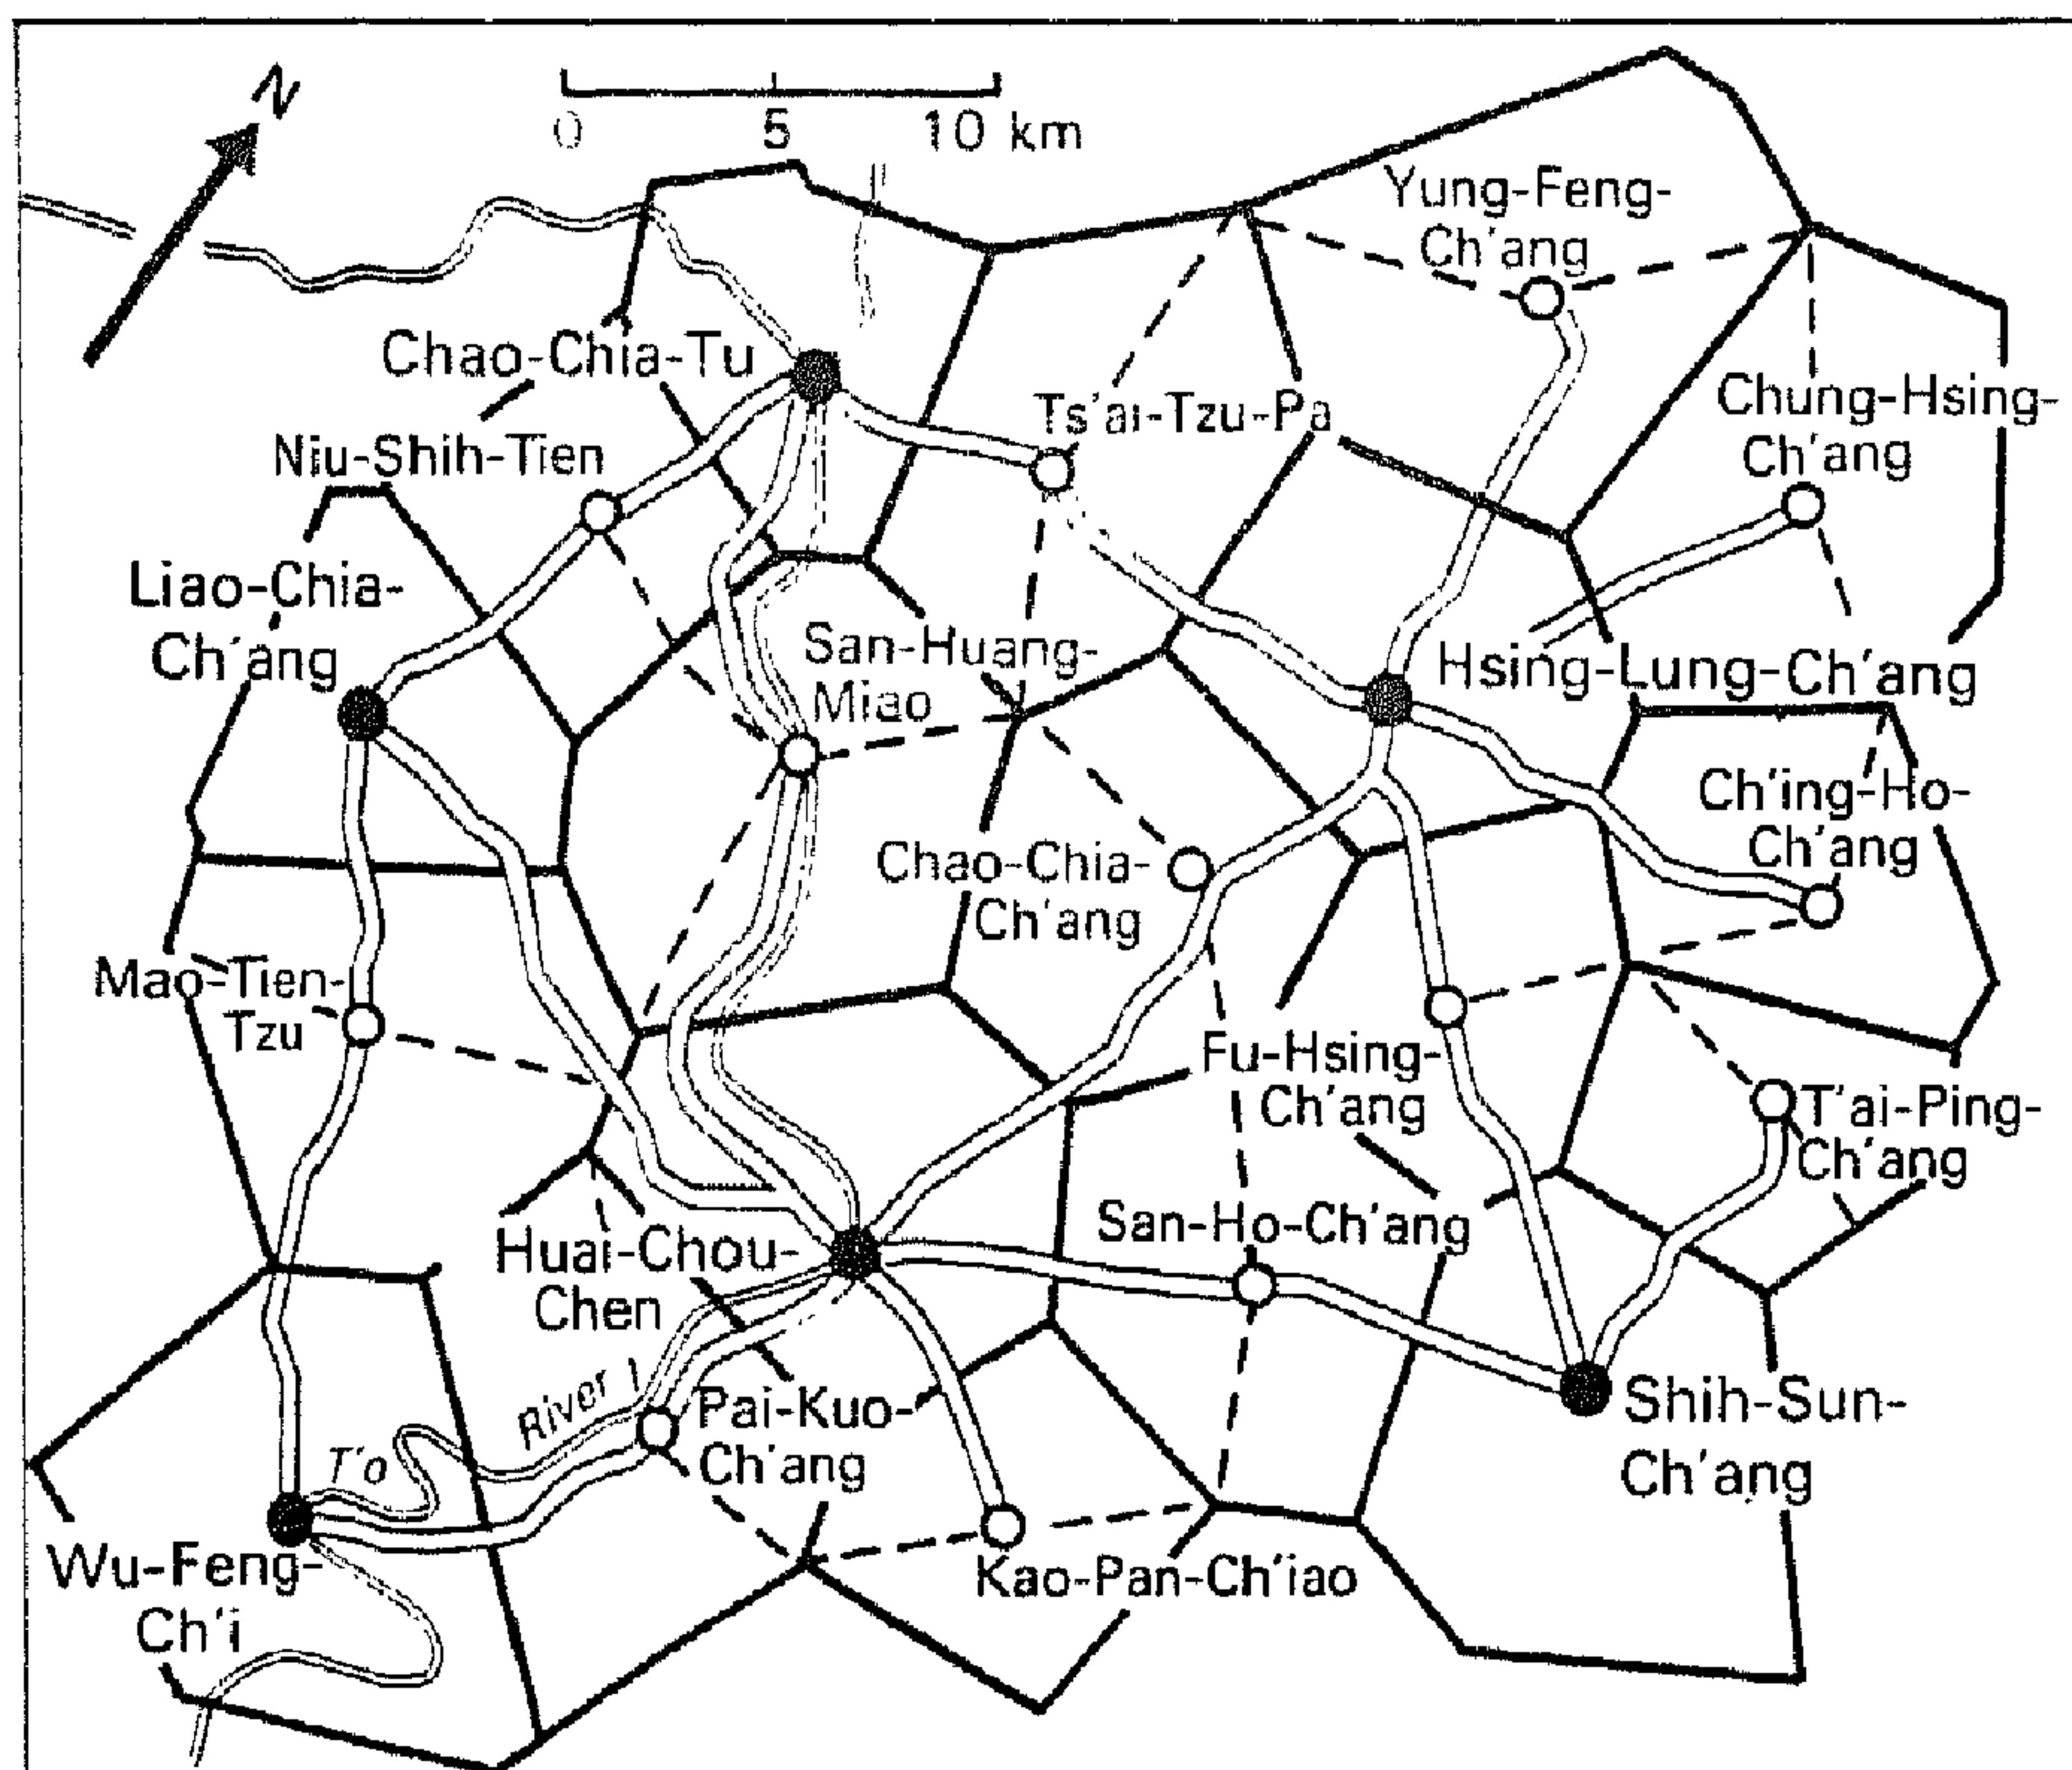 N
0 5 10 km
Yung-Feng-
Ch'ang
Chao-Chia-Tu
Ts'ai-Tzu-Pa
Chung-Hsing-
Ch'ang
Niu-Shih-Tien
Liao-Chia-
Ch'ang
San-Huang-
Miao
Hsing-Lung-Ch'ang
Ch'ing-Ho-
Ch'ang
Chao-Chia-
Ch'ang
Mao-Tien-
Tzu
Fu-Hsing-
Ch'ang
T'ai-Ping-
Ch'ang
San-Ho-Ch'ang
Huai-Chou-
Chen
River
T'o
Pai-Kuo-
Ch'ang
Shih-Sun-
Ch'ang
Wu-Feng-
Ch'i
Kao-Pan-Ch'iao